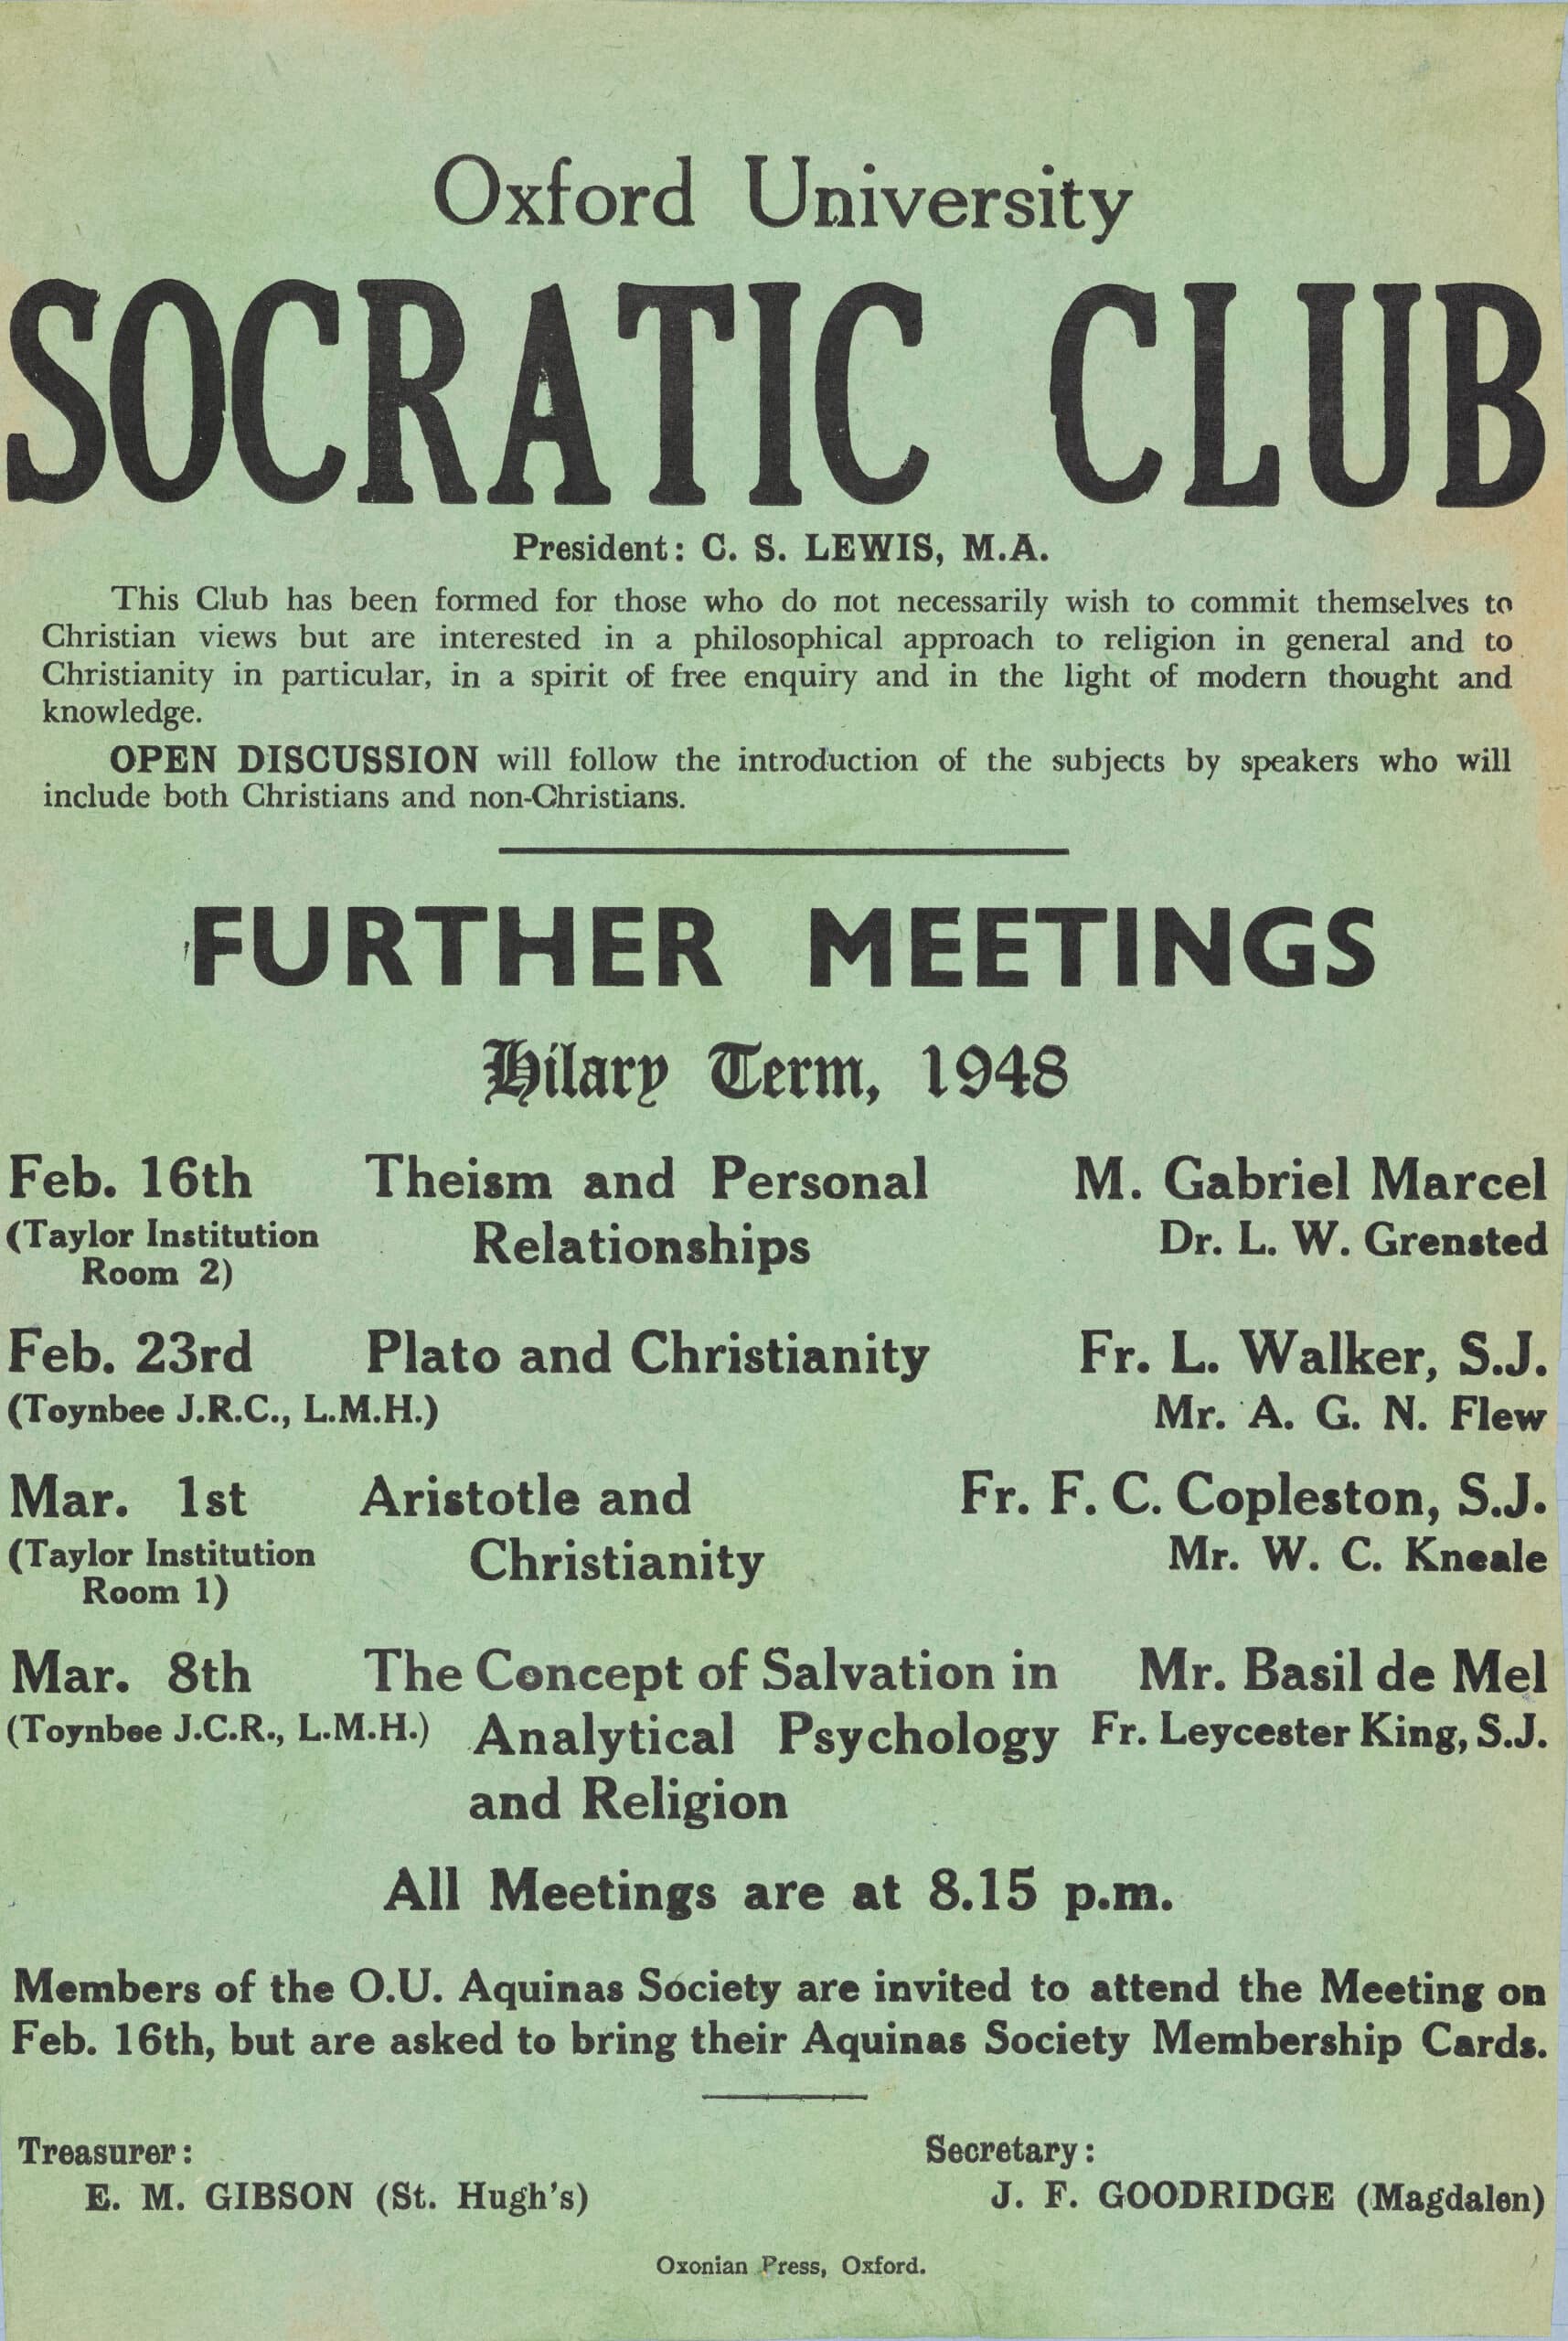 Oxford University
SOCRATIC CLUB
President: C. S. LEWIS, M.A.
This Club has been formed for those who do not necessarily wish to commit themselves to
Christian views but are interested in a philosophical approach to religion in general and to
Christianity in particular, in a spirit of free enquiry and in the light of modern thought and
knowledge.
OPEN DISCUSSION will follow the introduction of the subjects by speakers who will
include both Christians and non-Christians.
FURTHER MEETINGS
Hilary Term, 1948
Feb. 16th Theism and Personal M. Gabriel Marcel
(Taylor Institution Relationships Dr. L. W. Grensted
Room 2)
Feb. 23rd Plato and Christianity Fr. L. Walker, S.J.
(Toynbee J.R.C., L.M.H.) Mr. A. G. N. Flew
Mar. 1st Aristotle and Fr. F. C. Copleston, S.J.
(Taylor Institution Christianity Mr. W. C. Kneale
Room 1)
Mar. 8th The Concept of Salvation in Mr. Basil de Mel
(Toynbee J.C.R., L.M.H.) Analytical Psychology Fr. Leycester King, S.J.
and Religion
All Meetings are at 8.15 p.m.
Members of the O.U. Aquinas Society are invited to attend the Meeting on
Feb. 16th, but are asked to bring their Aquinas Society Membership Cards.
Treasurer: Secretary:
E. M. GIBSON (St. Hugh's) J. F. GOODRIDGE (Magdalen)
Oxonian Press, Oxford.